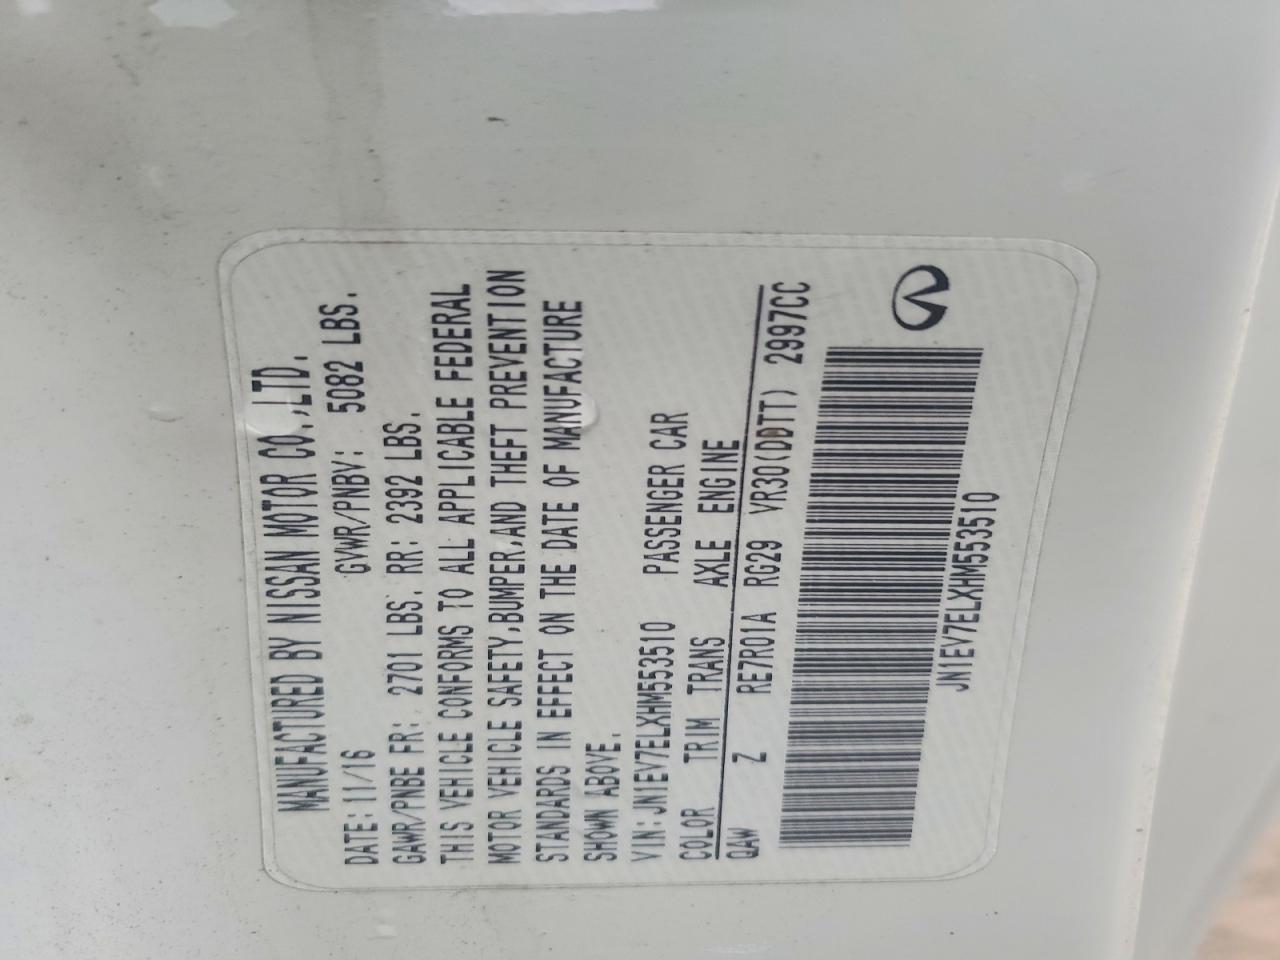 MANUFACTURED BY NISSAN MOTOR CO.,LTD.
DATE:11/16 GVWR/PNBV: 5082 LBS.
GAWR/PNBE FR: 2701 LBS. RR: 2392 LBS.
THIS VEHICLE CONFORMS TO ALL APPLICABLE FEDERAL
MOTOR VEHICLE SAFETY,BUMPER,AND THEFT PREVENTION
STANDARDS IN EFFECT ON THE DATE OF MANUFACTURE
SHOWN ABOVE.
VIN:JN1EV7ELXHM553510 PASSENGER CAR
COLOR TRIM TRANS AXLE ENGINE
QAW Z RE7R01A RG29 VR30(DDTT) 2997CC
JN1EV7ELXHM553510